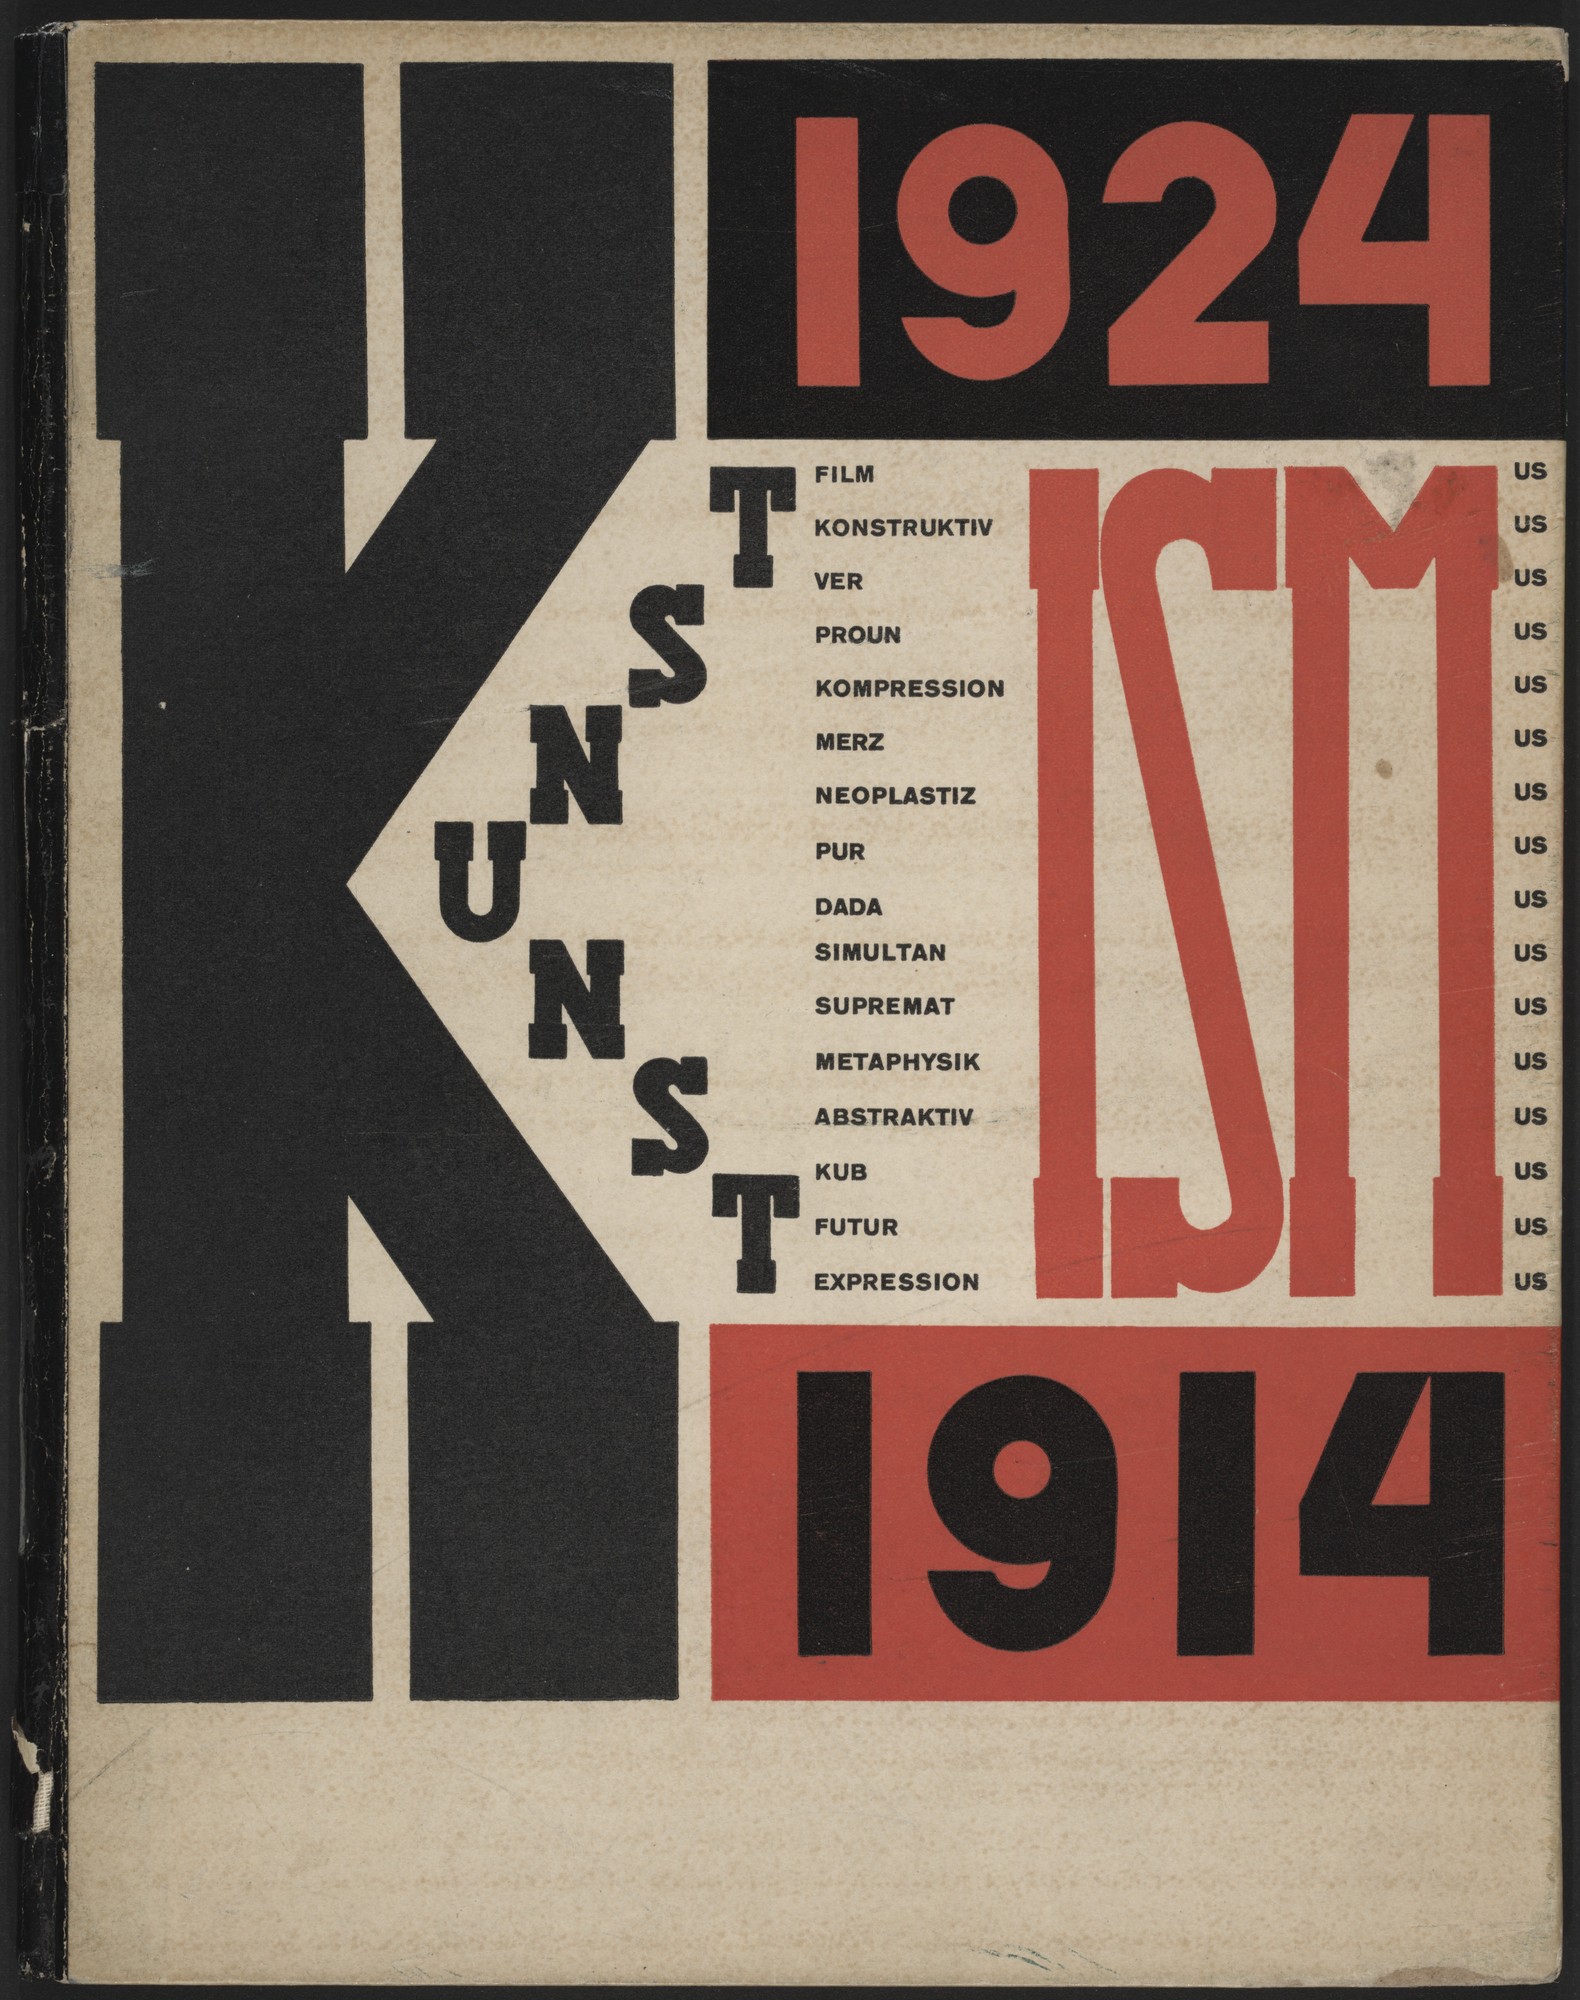 1924
K
T
S
N
U
N
S
T
ISM
FILM US
KONSTRUKTIV US
VER US
PROUN US
KOMPRESSION US
MERZ US
NEOPLASTIZ US
PUR US
DADA US
SIMULTAN US
SUPREMAT US
METAPHYSIK US
ABSTRAKTIV US
KUB US
FUTUR US
EXPRESSION US
1914